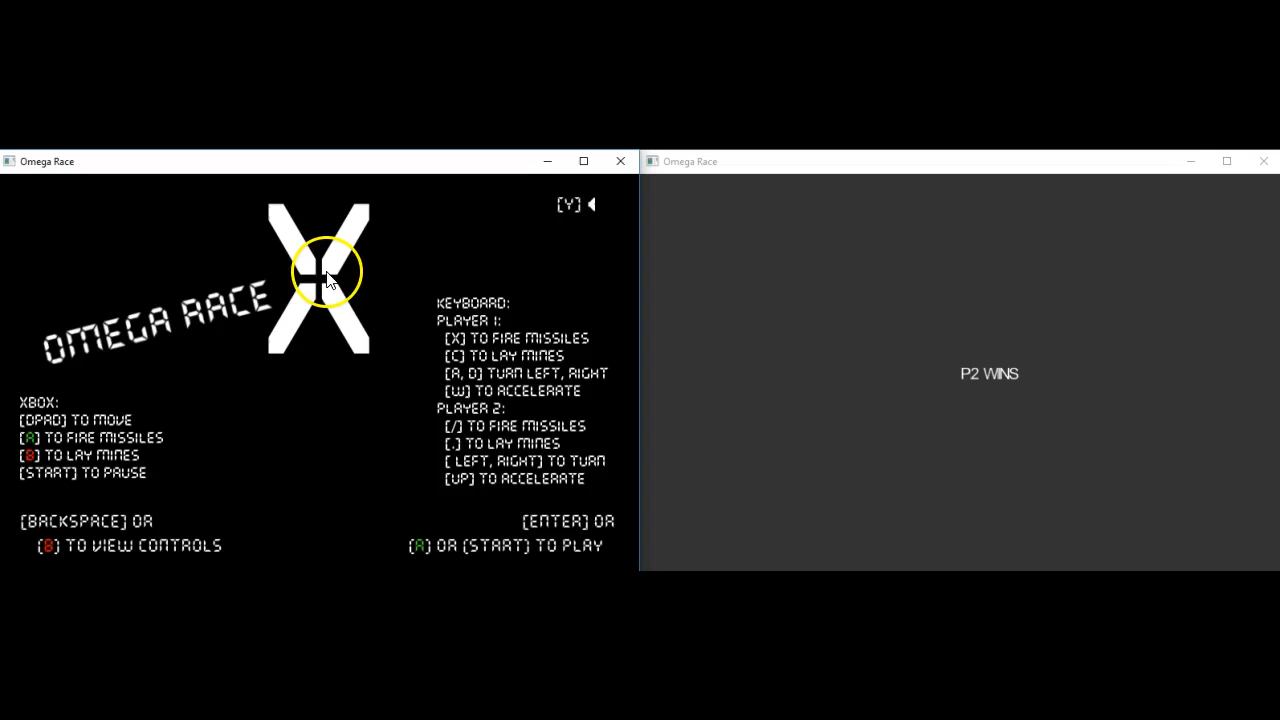 Omega Race
[Y]
X
OMEGA RACE
KEYBOARD:
PLAYER 1:
[X] TO FIRE MISSILES
[C] TO LAY MINES
[A, D] TURN LEFT, RIGHT
[W] TO ACCELERATE
PLAYER 2:
[/] TO FIRE MISSILES
[.] TO LAY MINES
[ LEFT, RIGHT] TO TURN
[UP] TO ACCELERATE
XBOX:
[DPAD] TO MOVE
[A] TO FIRE MISSILES
[B] TO LAY MINES
[START] TO PAUSE
[BACKSPACE] OR
(B) TO VIEW CONTROLS
[ENTER] OR
(A) OR (START) TO PLAY
Omega Race
P2 WINS